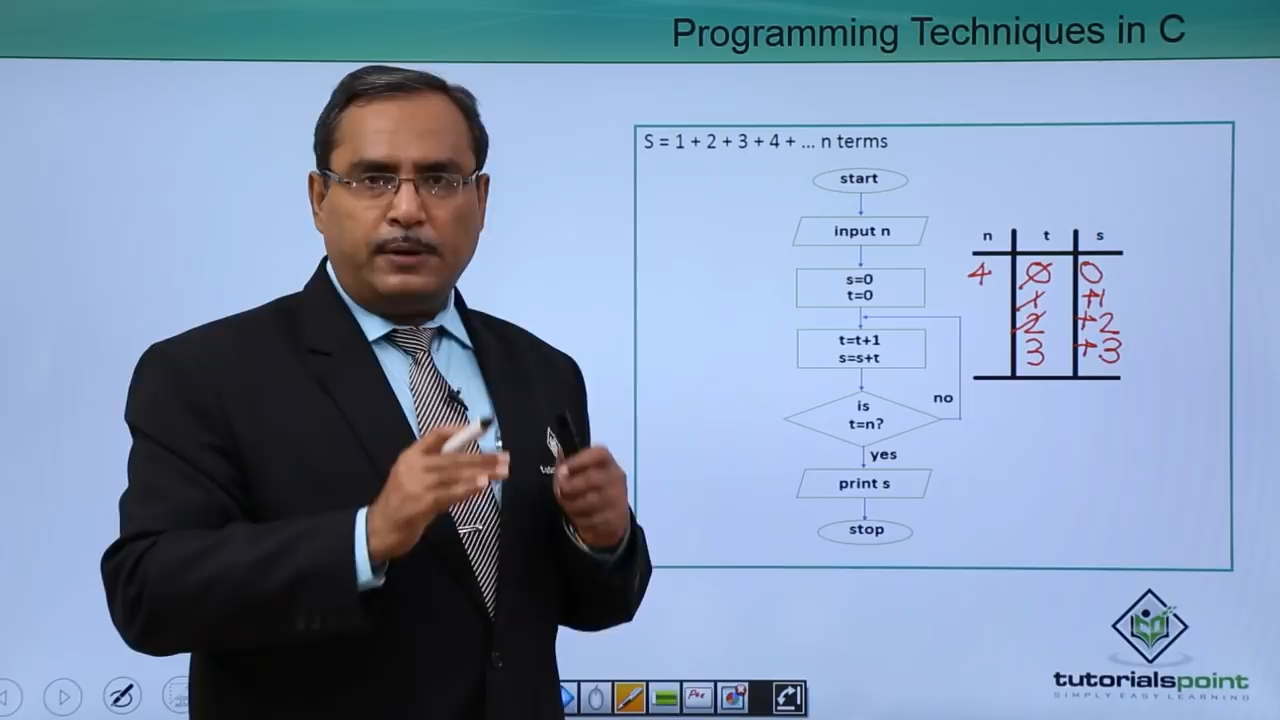 Programming Techniques in C
S = 1 + 2 + 3 + 4 + ... n terms
start
input n
s=0
t=0
t=t+1
s=s+t
is
t=n?
no
yes
print s
stop
n t s
4 0 0
1 +1
2 +2
3 +3
Pen
tutorialspoint
SIMPLY EASY LEARNING